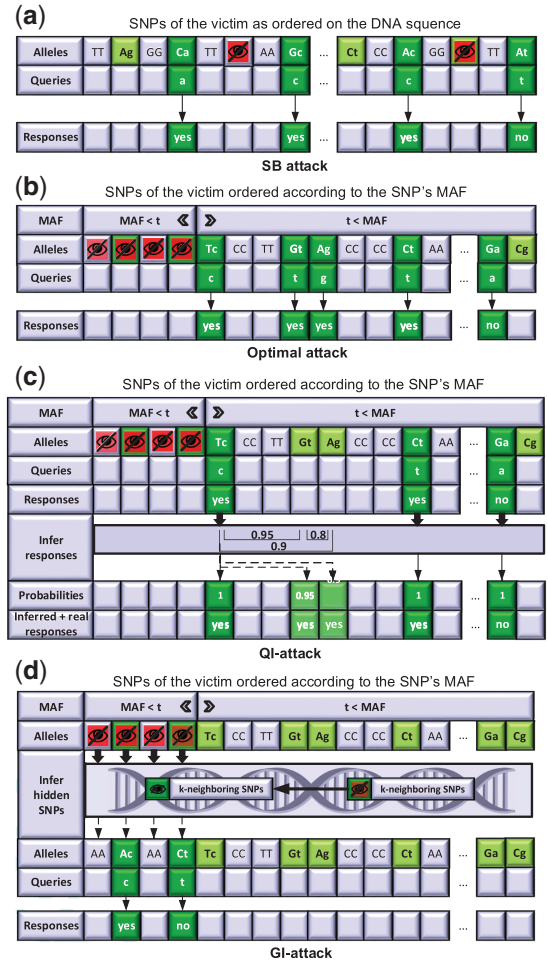 (a)
SNPs of the victim as ordered on the DNA squence
Alleles TT Ag GG Ca TT AA Gc ... Ct CC Ac GG TT At
Queries a c ... c t
Responses yes yes ... yes no
SB attack
(b)
SNPs of the victim ordered according to the SNP's MAF
MAF MAF < t t < MAF
Alleles Tc CC TT Gt Ag CC CC Ct AA ... Ga Cg
Queries c t g t ... a
Responses yes yes yes yes ... no
Optimal attack
(c)
SNPs of the victim ordered according to the SNP's MAF
MAF MAF < t t < MAF
Alleles Tc CC TT Gt Ag CC CC Ct AA ... Ga Cg
Queries c t ... a
Responses yes yes ... no
Infer
responses
0.95 0.8
0.9
Probabilities 1 0.95 1 ... 1
Inferred + real
responses
yes yes yes yes ... no
QI-attack
(d)
SNPs of the victim ordered according to the SNP's MAF
MAF MAF < t t < MAF
Alleles Tc CC TT Gt Ag CC CC Ct AA ... Ga Cg
Infer
hidden
SNPs
k-neighboring SNPs k-neighboring SNPs
Alleles AA Ac AA Ct Tc CC TT Gt Ag CC CC Ct AA ... Ga Cg
Queries c t ...
Responses yes no ...
GI-attack